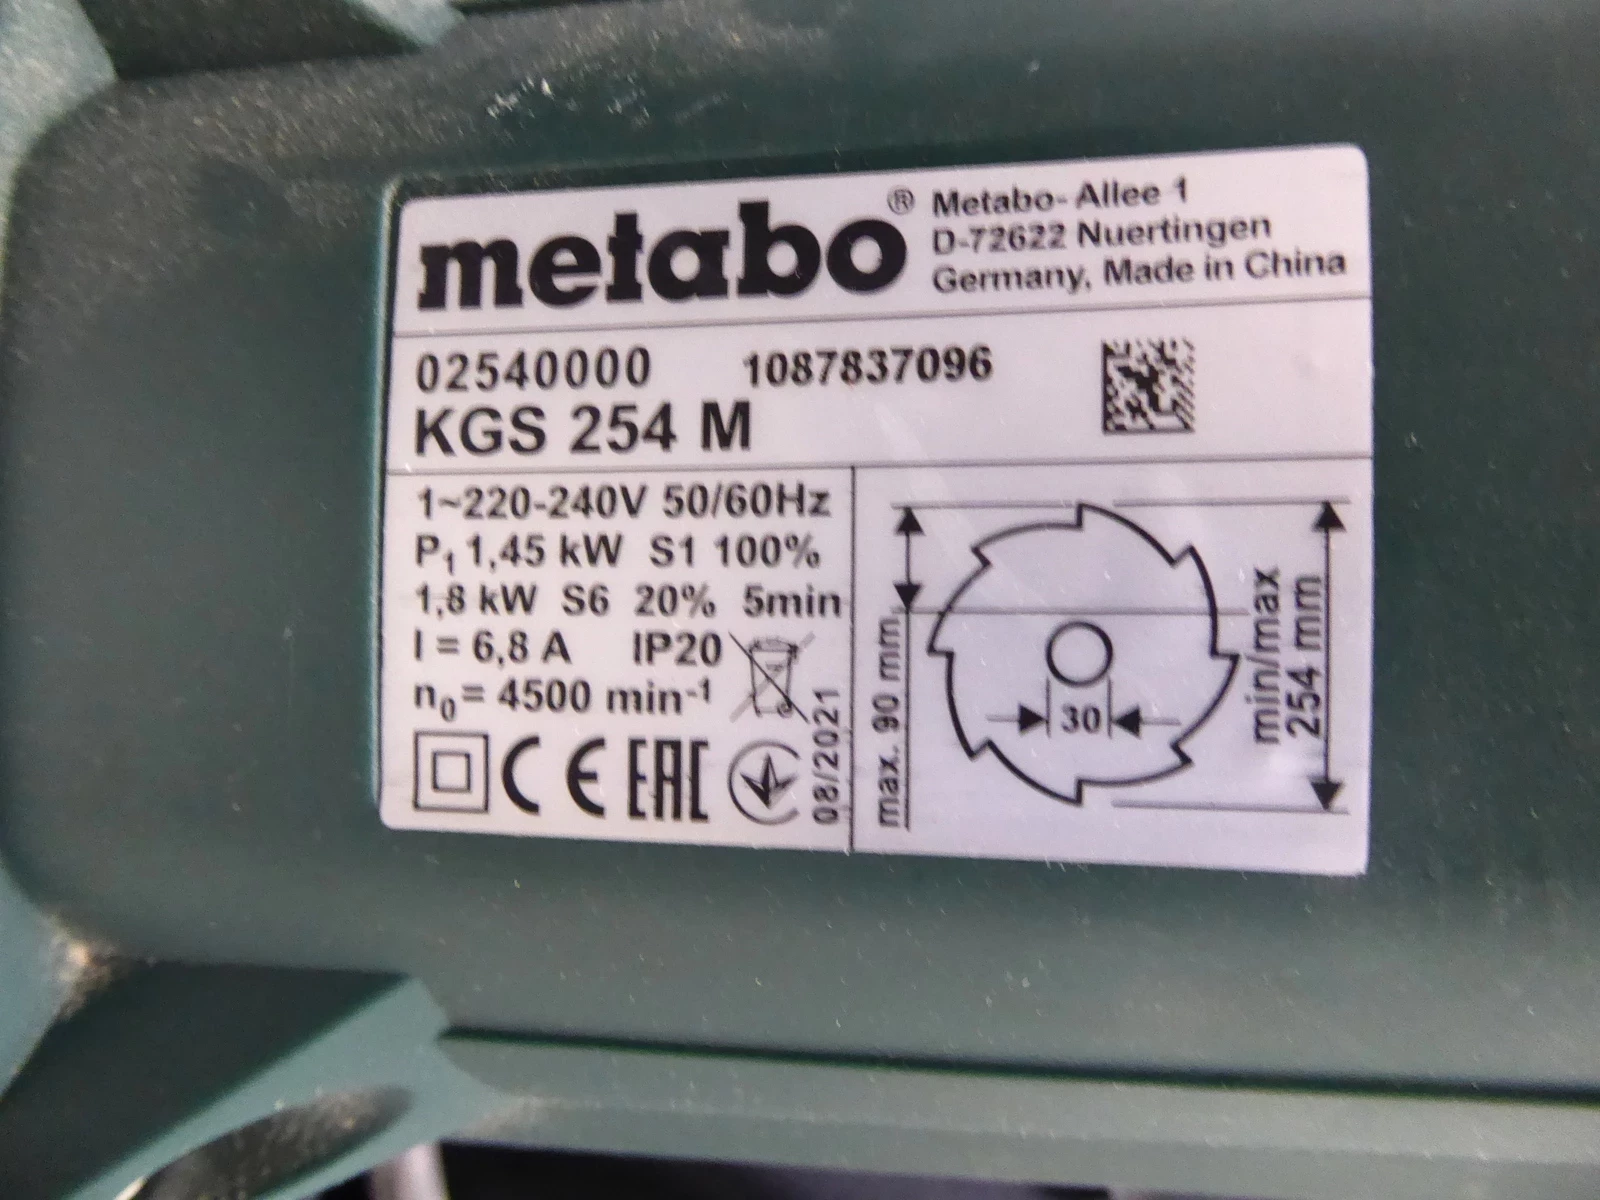 metabo®
Metabo-Allee 1
D-72622 Nuertingen
Germany, Made in China
02540000 1087837096
KGS 254 M
1~220-240V 50/60Hz
P₁ 1,45 kW S1 100%
1,8 kW S6 20% 5min
I = 6,8 A IP20
n₀ = 4500 min⁻¹
CE EAC
08/2021
max. 90 mm
30
min/max
254 mm